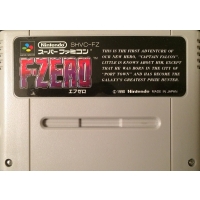 Nintendo SHVC-FZ
スーパーファミコン
F-ZERO™
エフゼロ
THIS IS THE FIRST ADVENTURE OF
OUR NEW HERO, "CAPTAIN FALCON".
LITTLE IS KNOWN ABOUT HIM, EXCEPT
THAT HE WAS BORN IN THE CITY OF
"PORT TOWN" AND HAS BECOME THE
GALAXY'S GREATEST PRIZE HUNTER.
© 1990 Nintendo MADE IN JAPAN